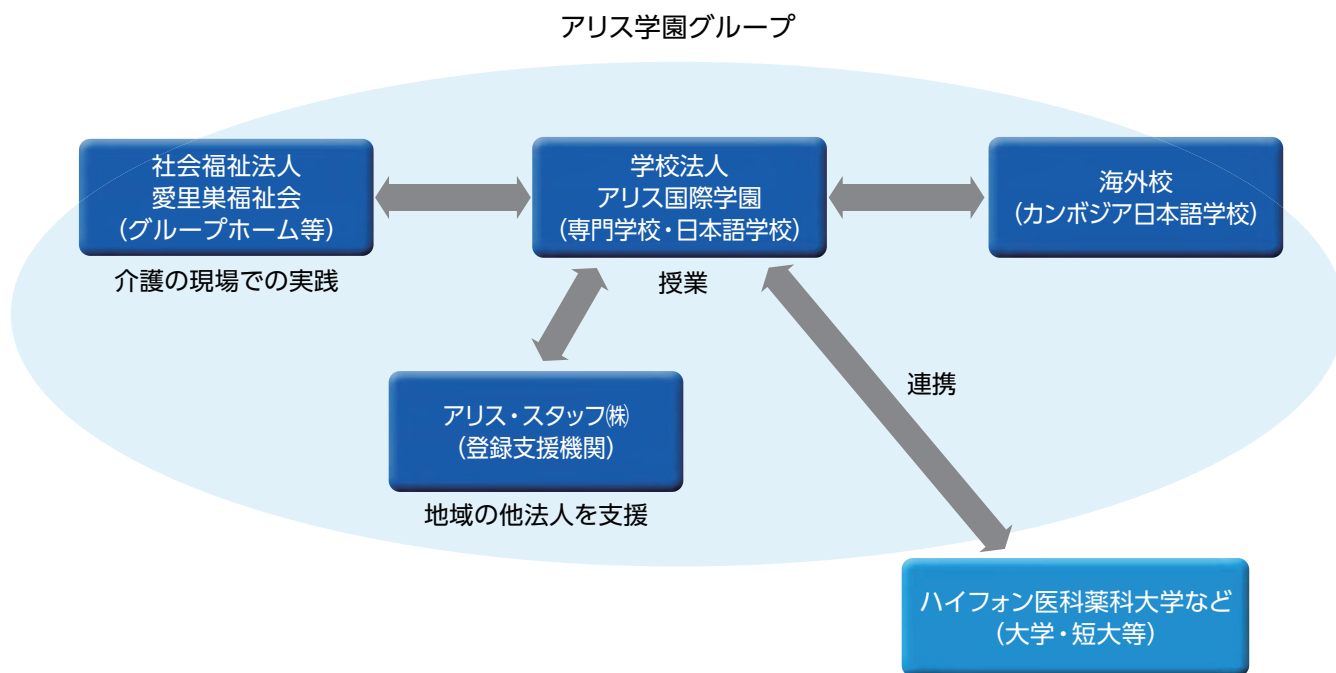 アリス学園グループ
社会福祉法人
愛里巣福祉会
(グループホーム等)
介護の現場での実践
学校法人
アリス国際学園
(専門学校・日本語学校)
授業
海外校
(カンボジア日本語学校)
アリス・スタッフ㈱
(登録支援機関)
地域の他法人を支援
連携
ハイフォン医科薬科大学など
(大学・短大等)